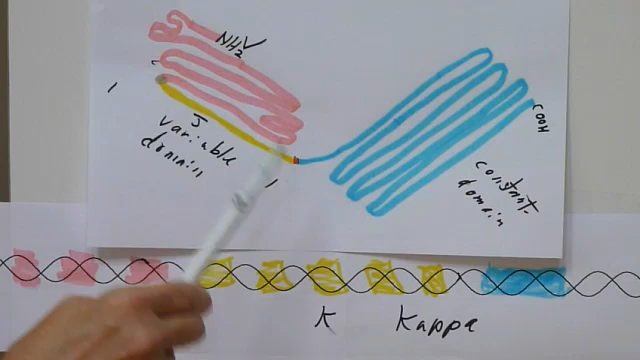 NH2
V
J
variable
domain
constant
domain
COOH
K
Kappa